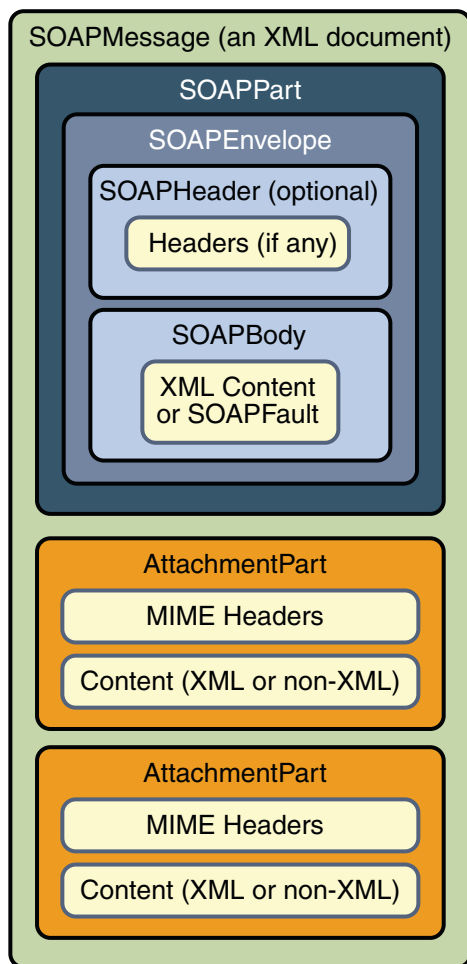 SOAPMessage (an XML document)
SOAPPart
SOAPEnvelope
SOAPHeader (optional)
Headers (if any)
SOAPBody
XML Content
or SOAPFault
AttachmentPart
MIME Headers
Content (XML or non-XML)
AttachmentPart
MIME Headers
Content (XML or non-XML)